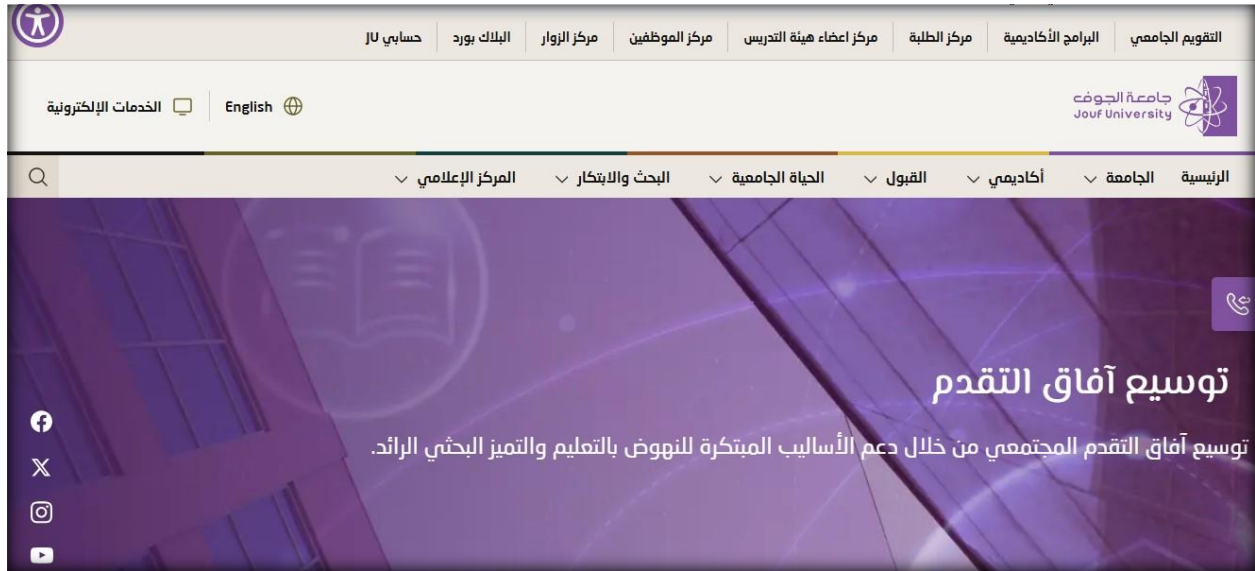 التقويم الجامعي البرامج الأكاديمية مركز الطلبة مركز اعضاء هيئة التدريس مركز الموظفين مركز الزوار البلاك بورد حسابي JU
جامعة الجوف
Jouf University
English الخدمات الإلكترونية
الرئيسية الجامعة أكاديمي القبول الحياة الجامعية البحث والابتكار المركز الإعلامي
توسيع آفاق التقدم
توسيع آفاق التقدم المجتمعي من خلال دعم الأساليب المبتكرة للنهوض بالتعليم والتميز البحثي الرائد.